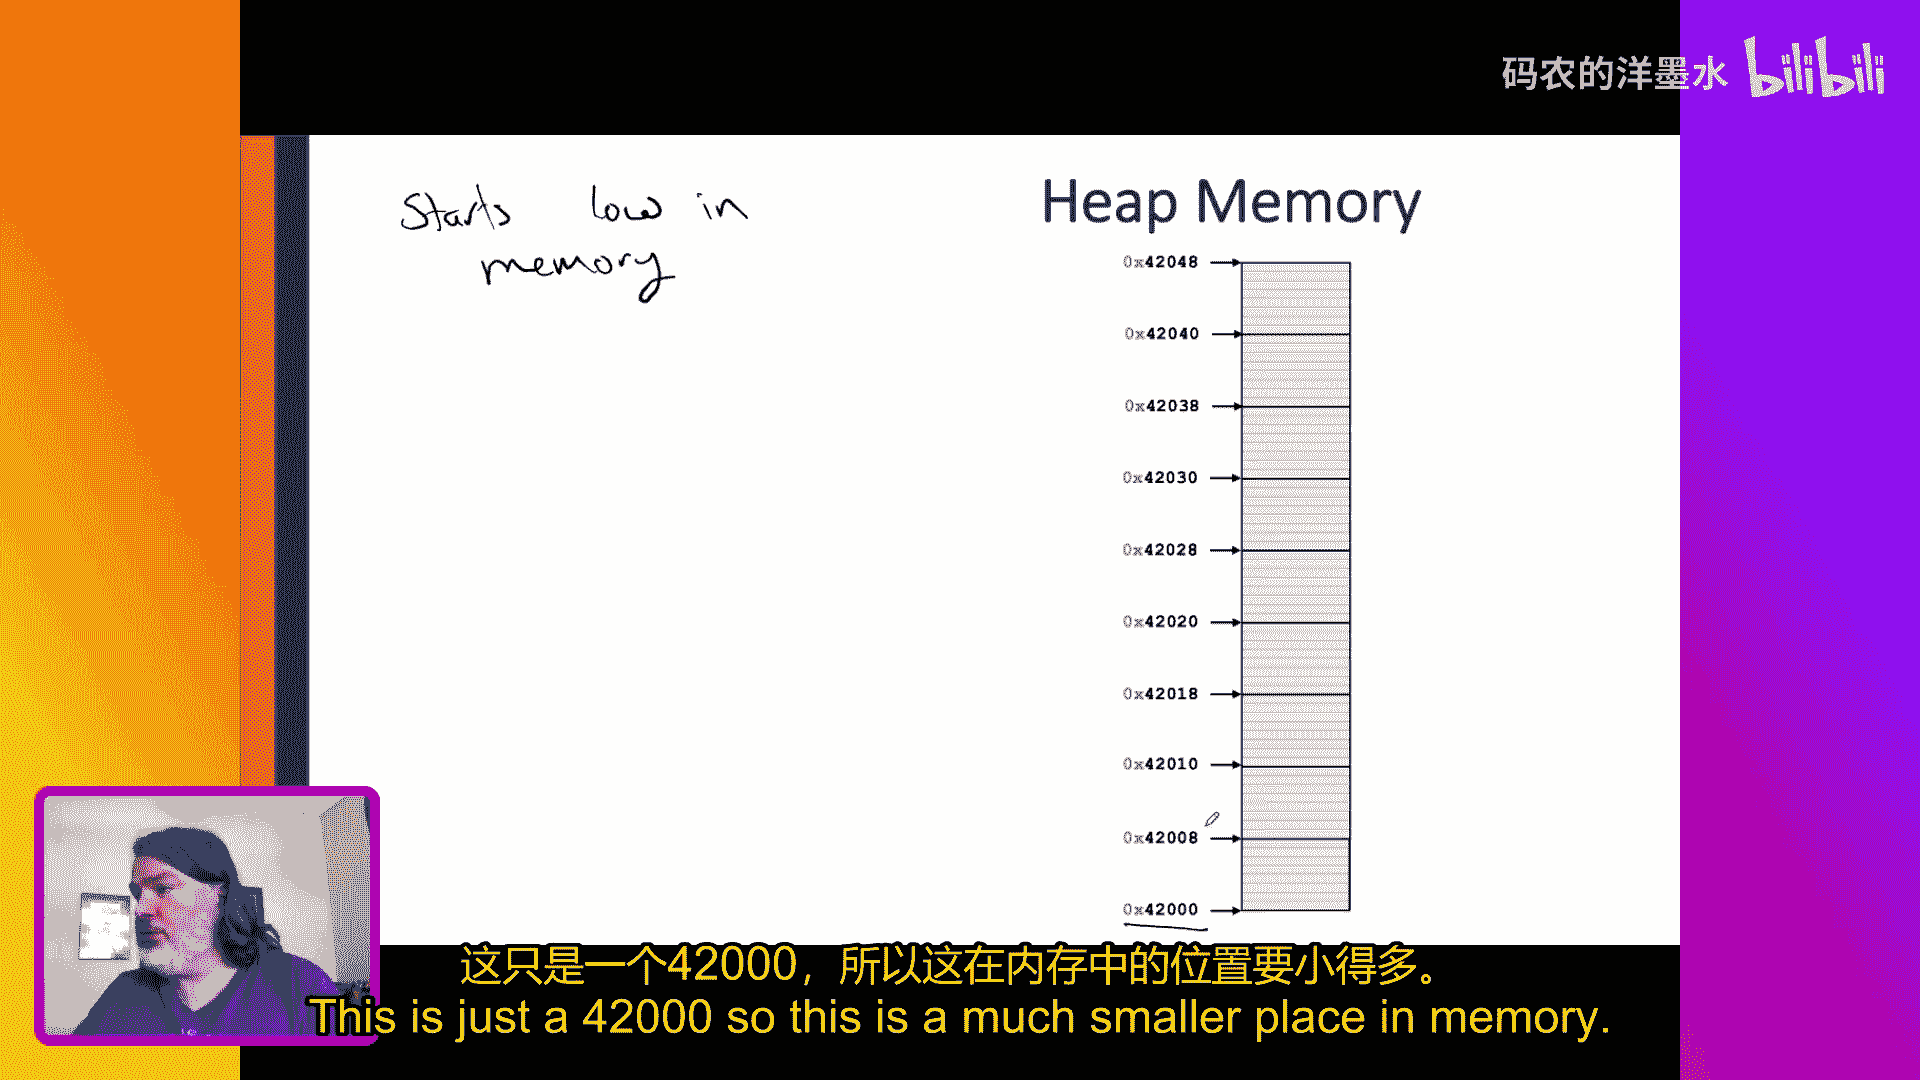 码农的洋墨水 bilibili
Starts low in
memory
Heap Memory
0x42048
0x42040
0x42038
0x42030
0x42028
0x42020
0x42018
0x42010
0x42008
0x42000
这只是一个42000，所以这在内存中的位置要小得多。
This is just a 42000 so this is a much smaller place in memory.